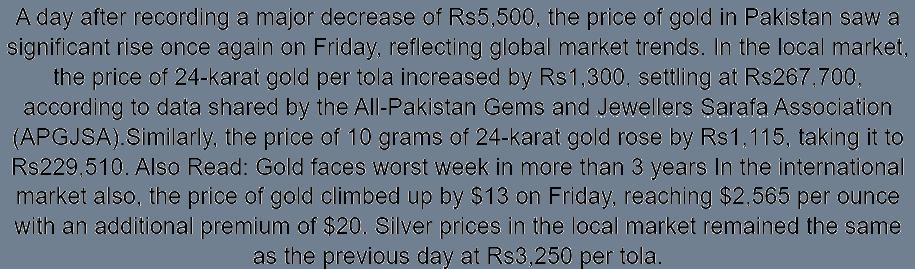 A day after recording a major decrease of Rs5,500, the price of gold in Pakistan saw a
significant rise once again on Friday, reflecting global market trends. In the local market,
the price of 24-karat gold per tola increased by Rs1,300, settling at Rs267,700,
according to data shared by the All-Pakistan Gems and Jewellers Sarafa Association
(APGJSA).Similarly, the price of 10 grams of 24-karat gold rose by Rs1,115, taking it to
Rs229,510. Also Read: Gold faces worst week in more than 3 years In the international
market also, the price of gold climbed up by $13 on Friday, reaching $2,565 per ounce
with an additional premium of $20. Silver prices in the local market remained the same
as the previous day at Rs3,250 per tola.